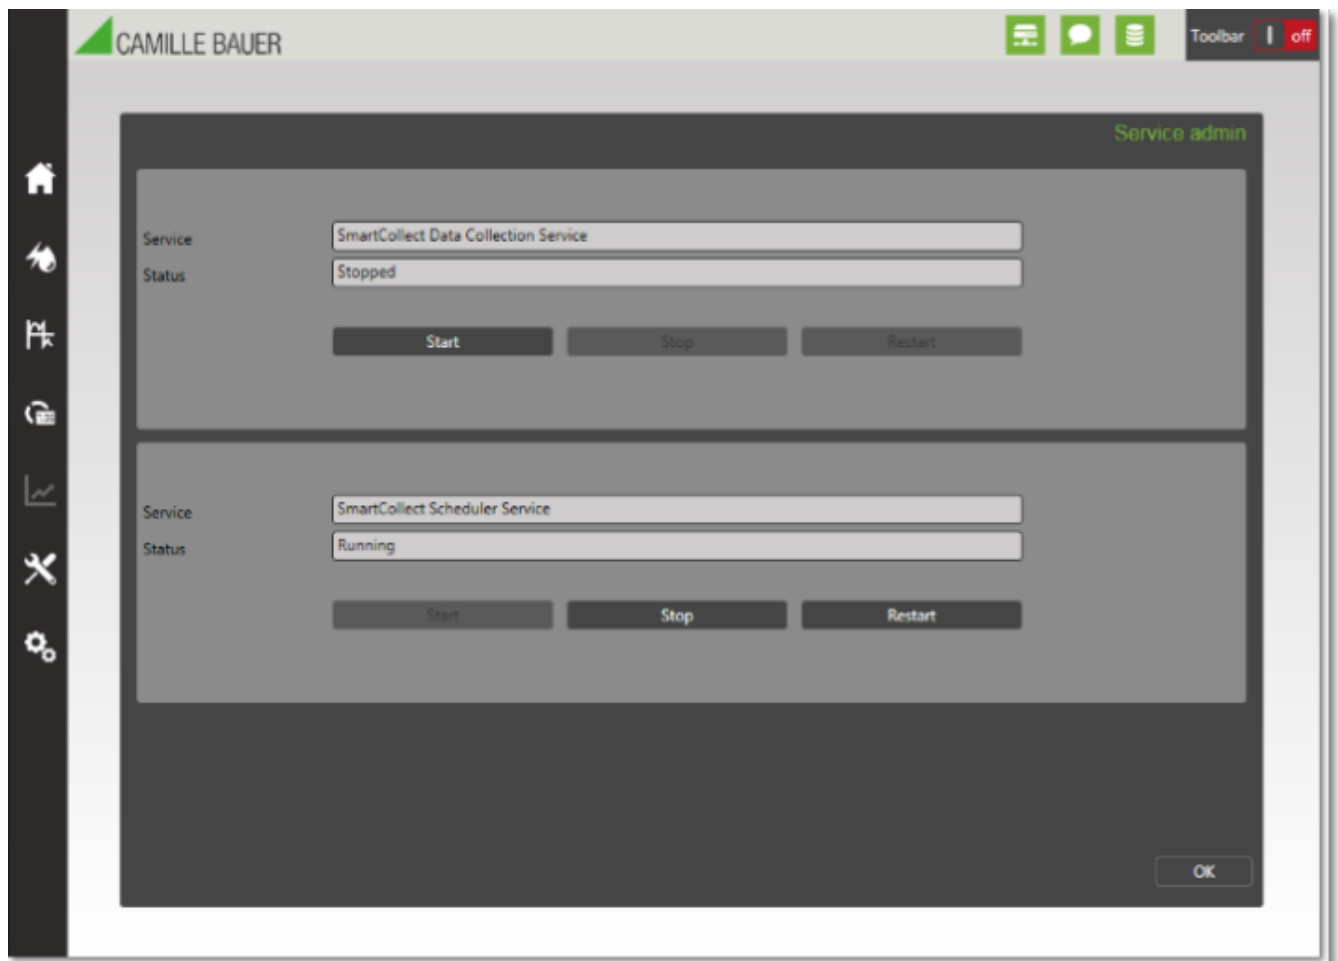 CAMILLE BAUER
Toolbar off
Service admin
Service SmartCollect Data Collection Service
Status Stopped
Start Stop Restart
Service SmartCollect Scheduler Service
Status Running
Start Stop Restart
OK